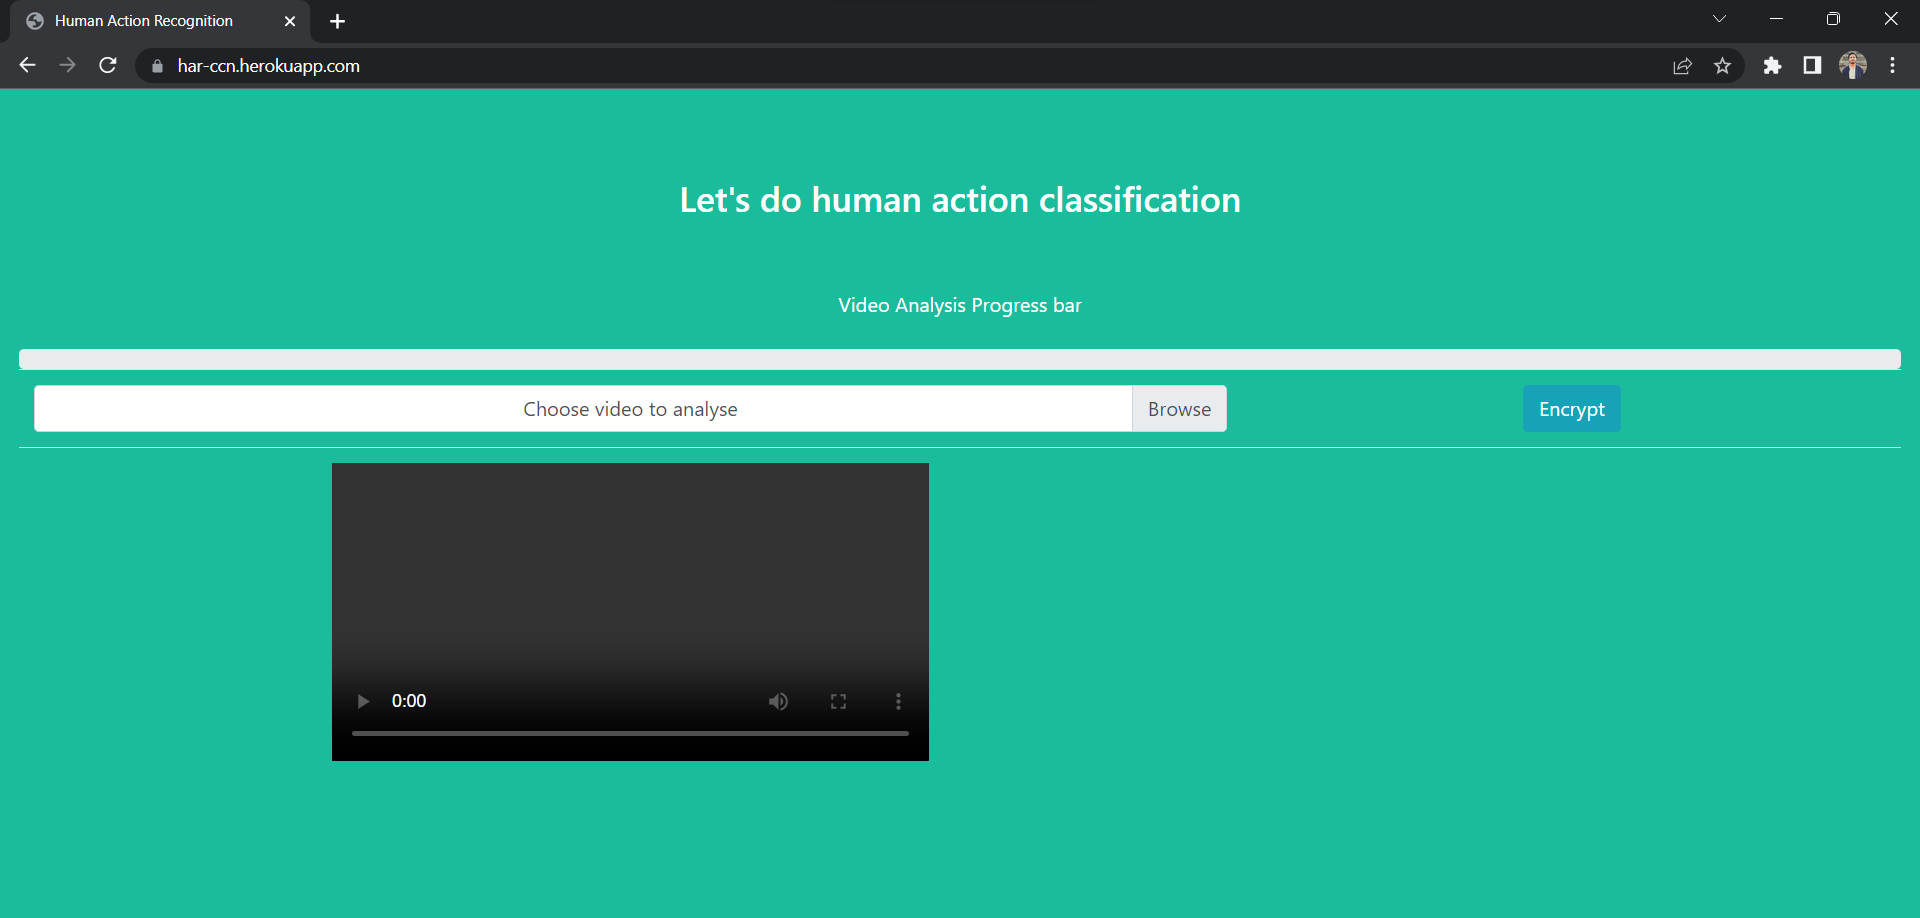 Human Action Recognition
har-ccn.herokuapp.com
Let's do human action classification
Video Analysis Progress bar
Choose video to analyse
Browse
Encrypt
0:00